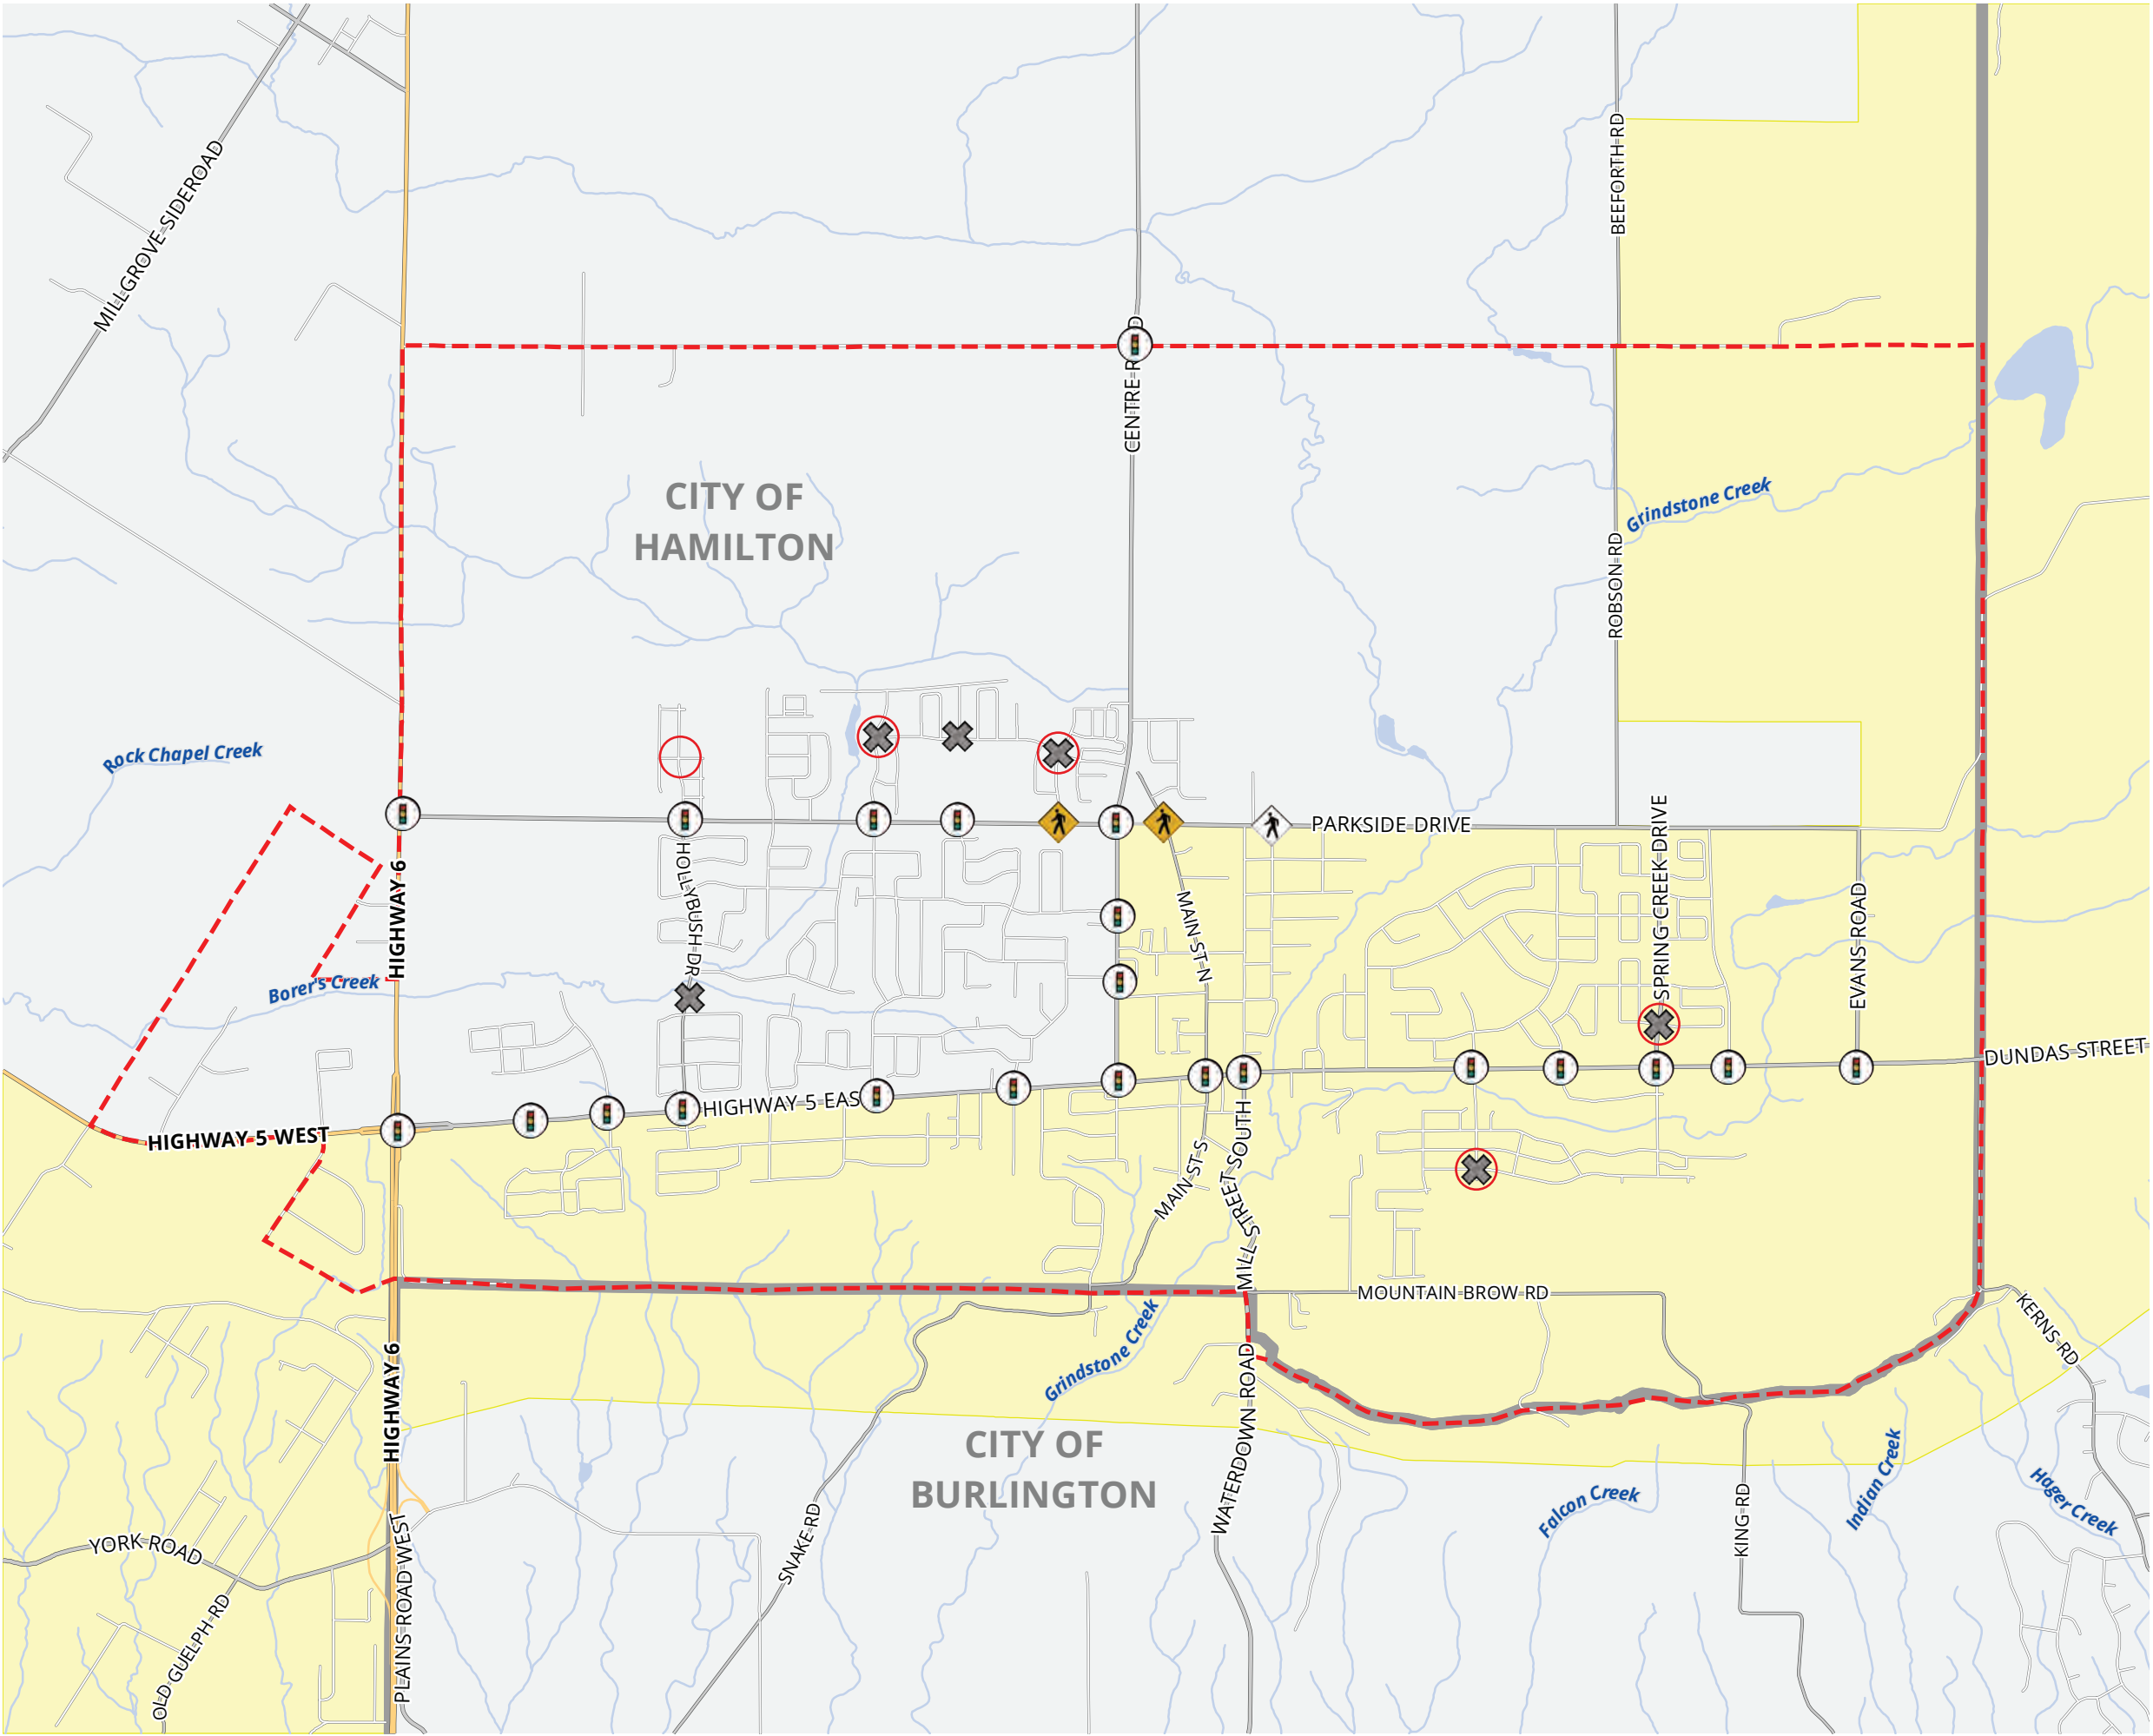 MILLGROVE SIDEROAD
BEEFORTH RD
CENTRE RD
CITY OF
HAMILTON
Grindstone Creek
ROBSON RD
Rock Chapel Creek
PARKSIDE DRIVE
SPRING CREEK DRIVE
HOLLYBUSH DR
HIGHWAY 6
MAIN ST N
EVANS ROAD
Borer's Creek
DUNDAS STREET
HIGHWAY 5 EAS
HIGHWAY 5 WEST
MAIN ST S
MILL STREET SOUTH
MOUNTAIN BROW RD
KERNS RD
Grindstone Creek
HIGHWAY 6
WATERDOWN ROAD
CITY OF
BURLINGTON
Falcon Creek
Indian Creek
Hager Creek
KING RD
SNAKE RD
YORK ROAD
PLAINS ROAD WEST
OLD GUELPH RD